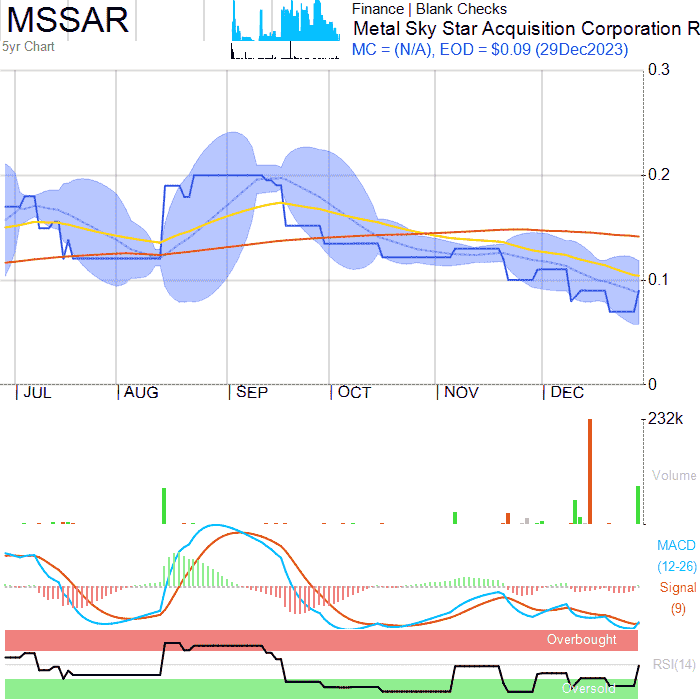 MSSAR
5yr Chart
Finance | Blank Checks
Metal Sky Star Acquisition Corporation R
MC = (N/A), EOD = $0.09 (29Dec2023)
0.3
0.2
0.1
0
JUL AUG SEP OCT NOV DEC
232k
Volume
MACD
(12-26)
Signal
(9)
Overbought
RSI(14)
Oversold